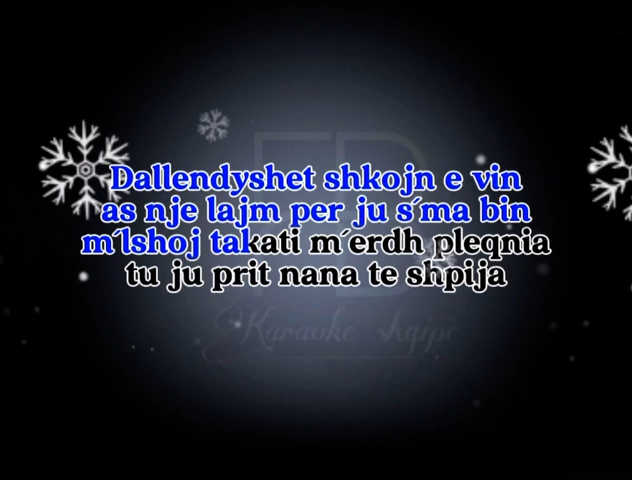 Dallendyshet shkojn e vin
as nje lajm per ju s´ma bin
m´lshoj takati m´erdh pleqnia
tu ju prit nana te shpija
Karaoke shqipe